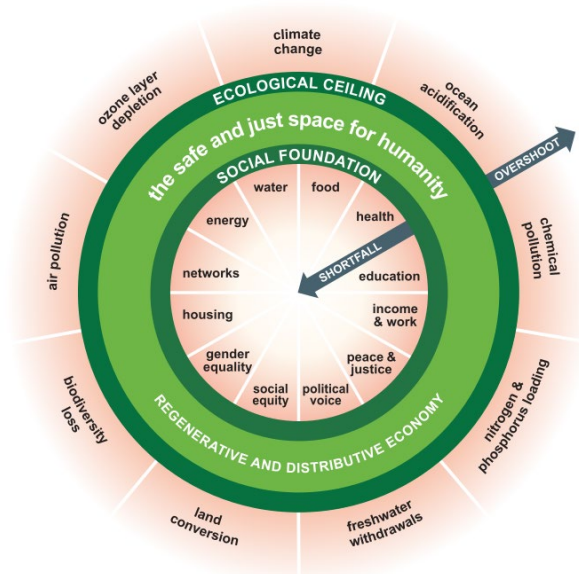 climate
change
ocean
acidification
OVERSHOOT
chemical
pollution
nitrogen &
phosphorus loading
freshwater
withdrawals
land
conversion
biodiversity
loss
air pollution
ozone layer
depletion
ECOLOGICAL CEILING
the safe and just space for humanity
SOCIAL FOUNDATION
water
food
health
SHORTFALL
education
income
& work
peace &
justice
political
voice
social
equity
gender
equality
housing
networks
energy
REGENERATIVE AND DISTRIBUTIVE ECONOMY